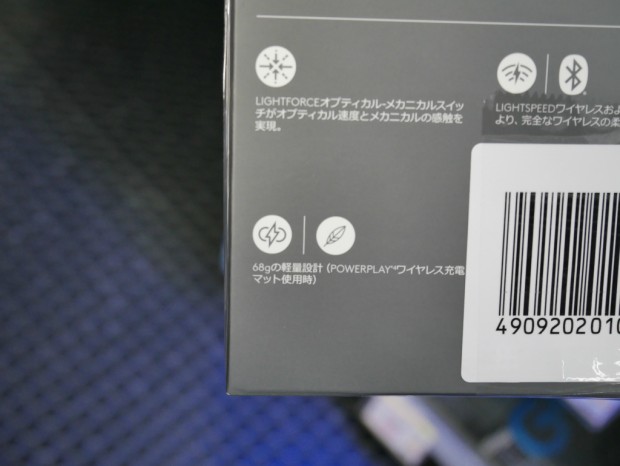 LIGHTFORCEオプティカル-メカニカルスイッ
チがオプティカル速度とメカニカルの感触を
実現。
LIGHTSPEEDワイヤレスおよ
より、完全なワイヤレスの柔
68gの軽量設計（POWERPLAY™ワイヤレス充電
マット使用時）
4909202010